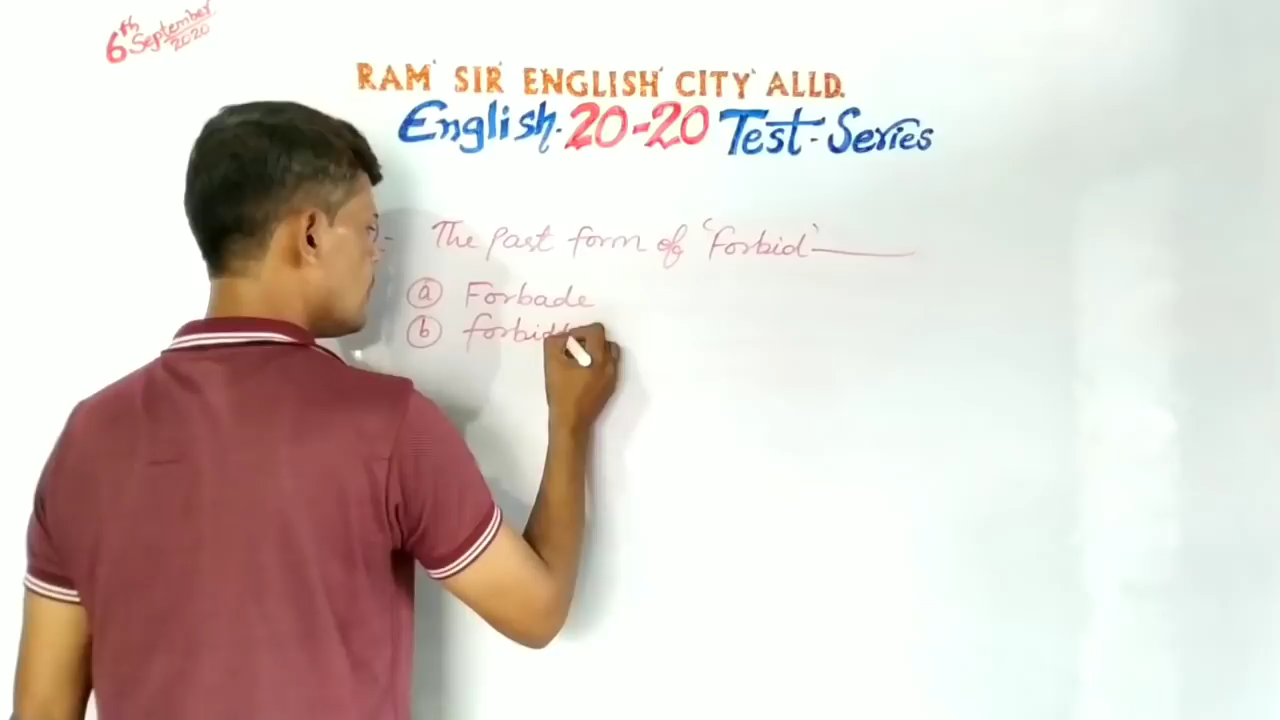 6th September 2020
RAM SIR ENGLISH CITY ALLD.
English. 20-20 Test-Series
The past form of 'forbid' ______
(a) Forbade
(b)